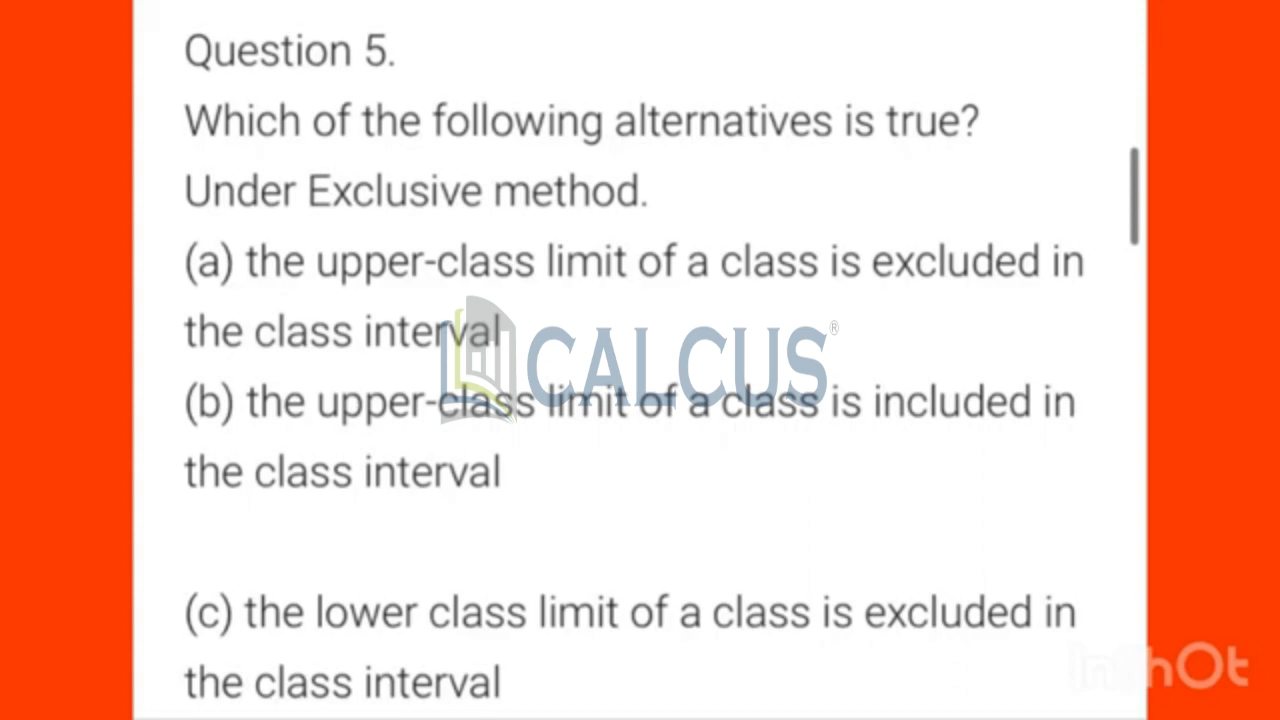 Question 5.
Which of the following alternatives is true?
Under Exclusive method.
(a) the upper-class limit of a class is excluded in
the class interval
CALCUS®
(b) the upper-class limit of a class is included in
the class interval
(c) the lower class limit of a class is excluded in
the class interval